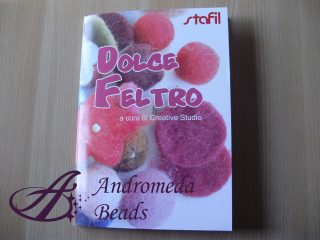 stafil
DOLCE
FELTRO
a cura di Creative Studio
Andromeda
Beads